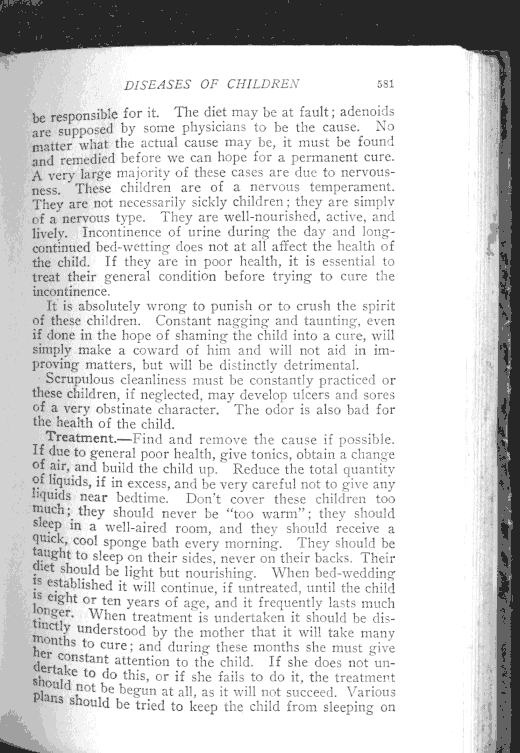 DISEASES OF CHILDREN 581
be responsible for it. The diet may be at fault; adenoids
are supposed by some physicians to be the cause. No
matter what the actual cause may be, it must be found
and remedied before we can hope for a permanent cure.
A very large majority of these cases are due to nervous-
ness. These children are of a nervous temperament.
They are not necessarily sickly children; they are simply
of a nervous type. They are well-nourished, active, and
lively. Incontinence of urine during the day and long-
continued bed-wetting does not at all affect the health of
the child. If they are in poor health, it is essential to
treat their general condition before trying to cure the
incontinence.
It is absolutely wrong to punish or to crush the spirit
of these children. Constant nagging and taunting, even
if done in the hope of shaming the child into a cure, will
simply make a coward of him and will not aid in im-
proving matters, but will be distinctly detrimental.
Scrupulous cleanliness must be constantly practiced or
these children, if neglected, may develop ulcers and sores
of a very obstinate character. The odor is also bad for
the health of the child.
Treatment.—Find and remove the cause if possible.
If due to general poor health, give tonics, obtain a change
of air, and build the child up. Reduce the total quantity
of liquids, if in excess, and be very careful not to give any
liquids near bedtime. Don't cover these children too
much; they should never be "too warm"; they should
sleep in a well-aired room, and they should receive a
quick, cool sponge bath every morning. They should be
taught to sleep on their sides, never on their backs. Their
diet should be light but nourishing. When bed-wedding
is established it will continue, if untreated, until the child
is eight or ten years of age, and it frequently lasts much
longer. When treatment is undertaken it should be dis-
tinctly understood by the mother that it will take many
months to cure; and during these months she must give
her constant attention to the child. If she does not un-
dertake to do this, or if she fails to do it, the treatment
should not be begun at all, as it will not succeed. Various
plans should be tried to keep the child from sleeping on